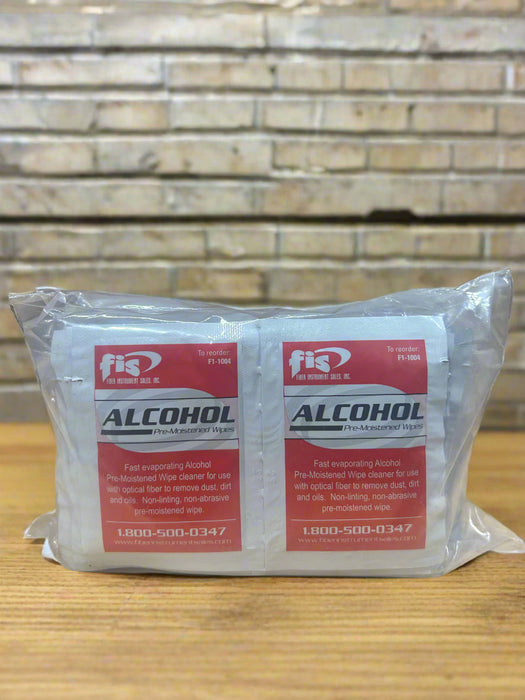 fis
FIBER INSTRUMENT SALES, INC.
To reorder:
F1-1004
ALCOHOL
Pre-Moistened Wipes
Fast evaporating Alcohol
Pre-Moistened Wipe cleaner for use
with optical fiber to remove dust, dirt
and oils. Non-linting, non-abrasive
pre-moistened wipe.
1.800-500-0347
www.fiberinstrumentsales.com
fis
FIBER INSTRUMENT SALES, INC.
To reorder:
F1-1004
ALCOHOL
Pre-Moistened Wipes
Fast evaporating Alcohol
Pre-Moistened Wipe cleaner for use
with optical fiber to remove dust, dirt
and oils. Non-linting, non-abrasive
pre-moistened wipe.
1.800-500-0347
www.fiberinstrumentsales.com